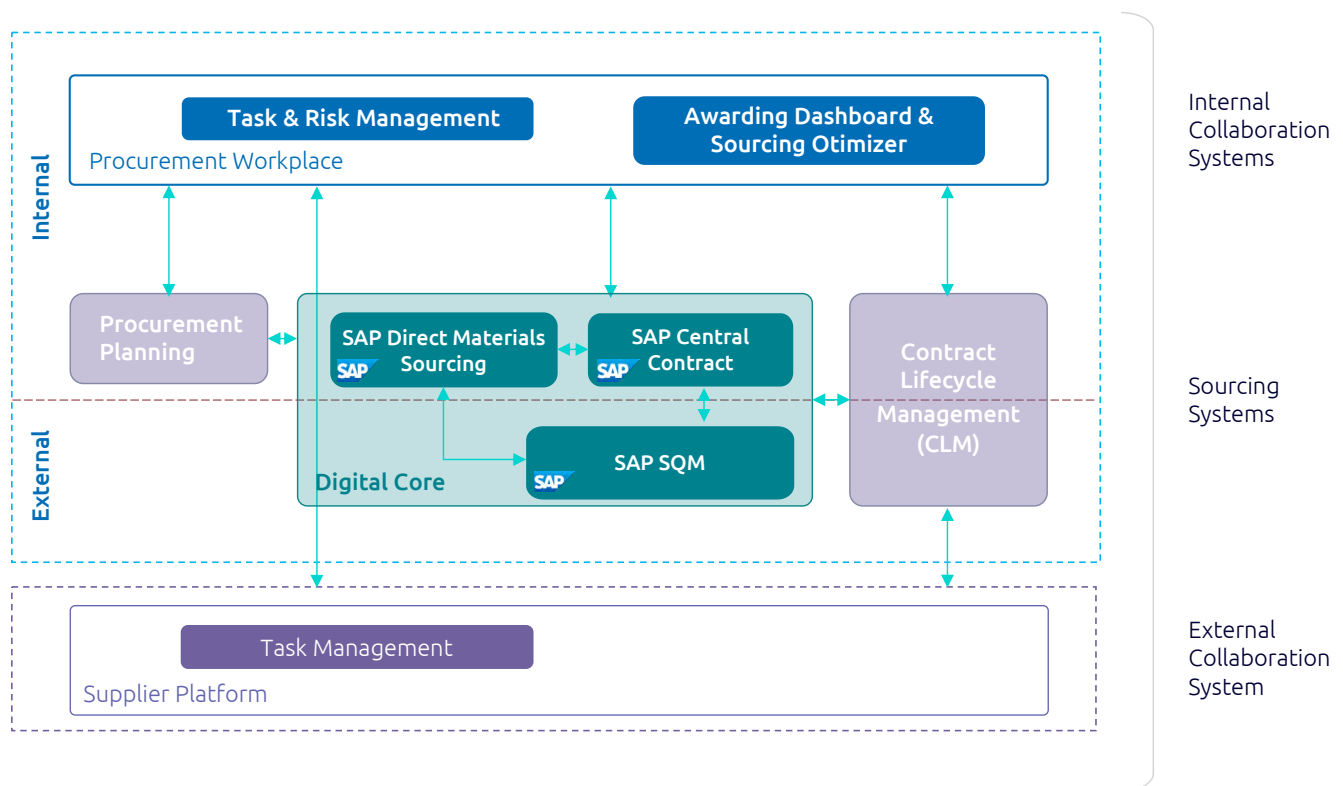 Internal
Task & Risk Management
Awarding Dashboard &
Sourcing Otimizer
Procurement Workplace
Internal
Collaboration
Systems
Procurement
Planning
SAP Direct Materials
Sourcing
SAP
SAP Central
Contract
SAP
Contract
Lifecycle
Management
(CLM)
Sourcing
Systems
External
SAP SQM
SAP
Digital Core
Task Management
Supplier Platform
External
Collaboration
System